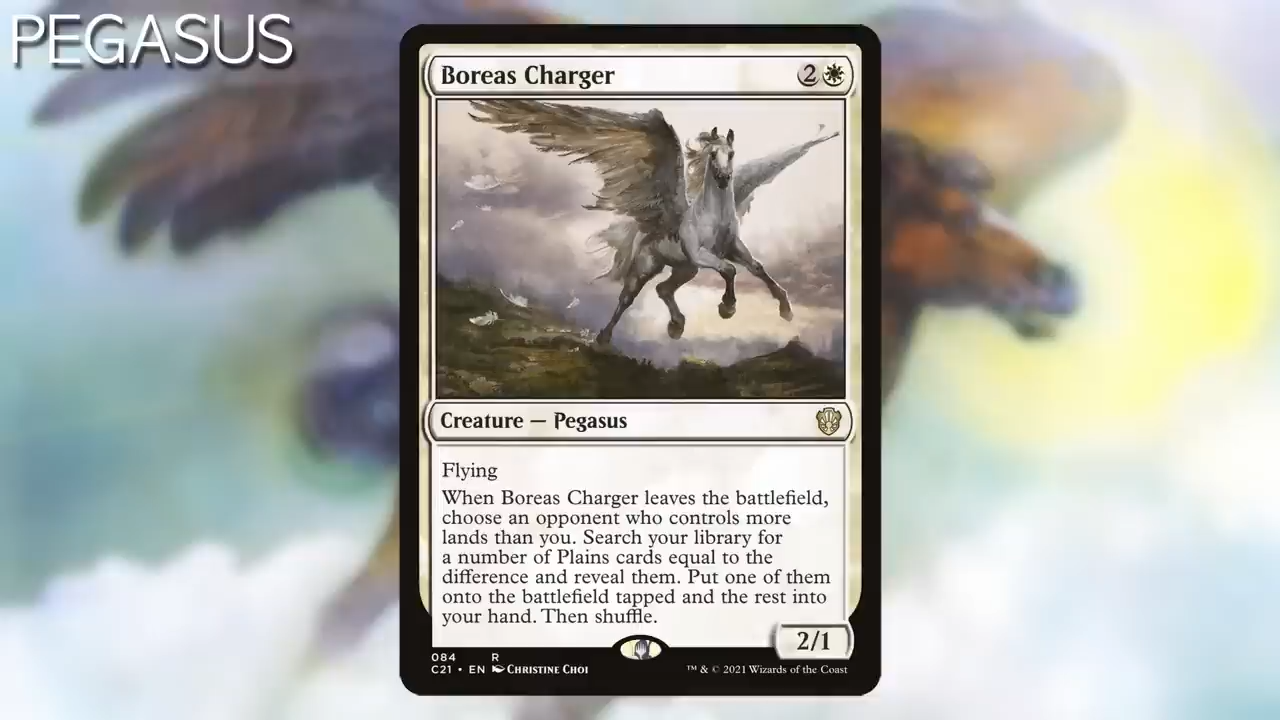 PEGASUS
Boreas Charger 2
Creature — Pegasus
Flying
When Boreas Charger leaves the battlefield,
choose an opponent who controls more
lands than you. Search your library for
a number of Plains cards equal to the
difference and reveal them. Put one of them
onto the battlefield tapped and the rest into
your hand. Then shuffle.
2/1
084 R
C21 • EN Christine Choi
™ & © 2021 Wizards of the Coast